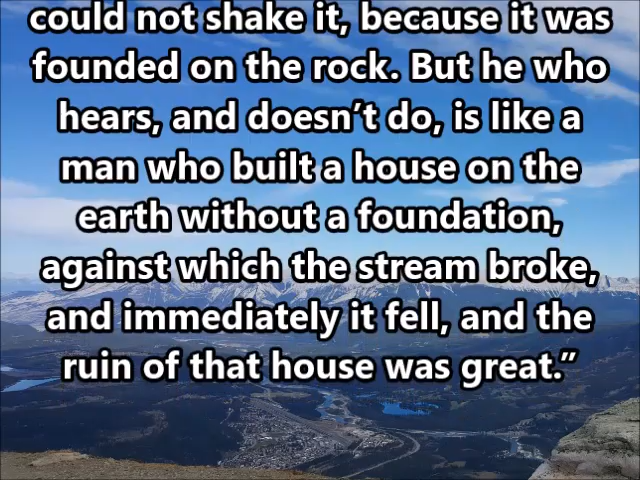 could not shake it, because it was
founded on the rock. But he who
hears, and doesn’t do, is like a
man who built a house on the
earth without a foundation,
against which the stream broke,
and immediately it fell, and the
ruin of that house was great.”